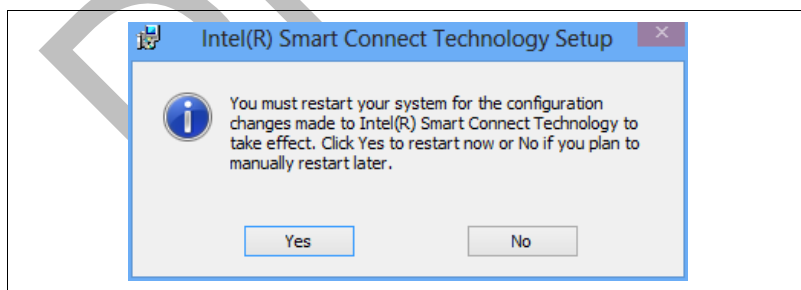 Intel(R) Smart Connect Technology Setup
You must restart your system for the configuration
changes made to Intel(R) Smart Connect Technology to
take effect. Click Yes to restart now or No if you plan to
manually restart later.
Yes
No